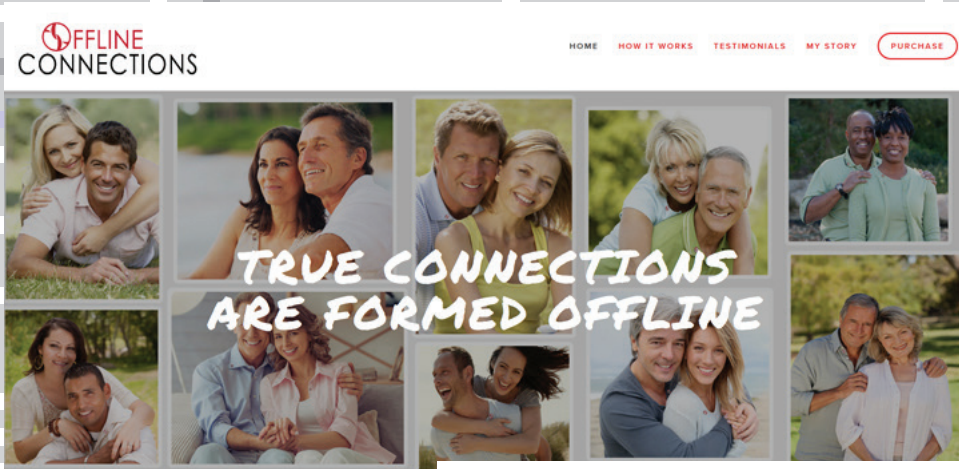 OFFLINE
CONNECTIONS
HOME HOW IT WORKS TESTIMONIALS MY STORY PURCHASE
TRUE CONNECTIONS
ARE FORMED OFFLINE